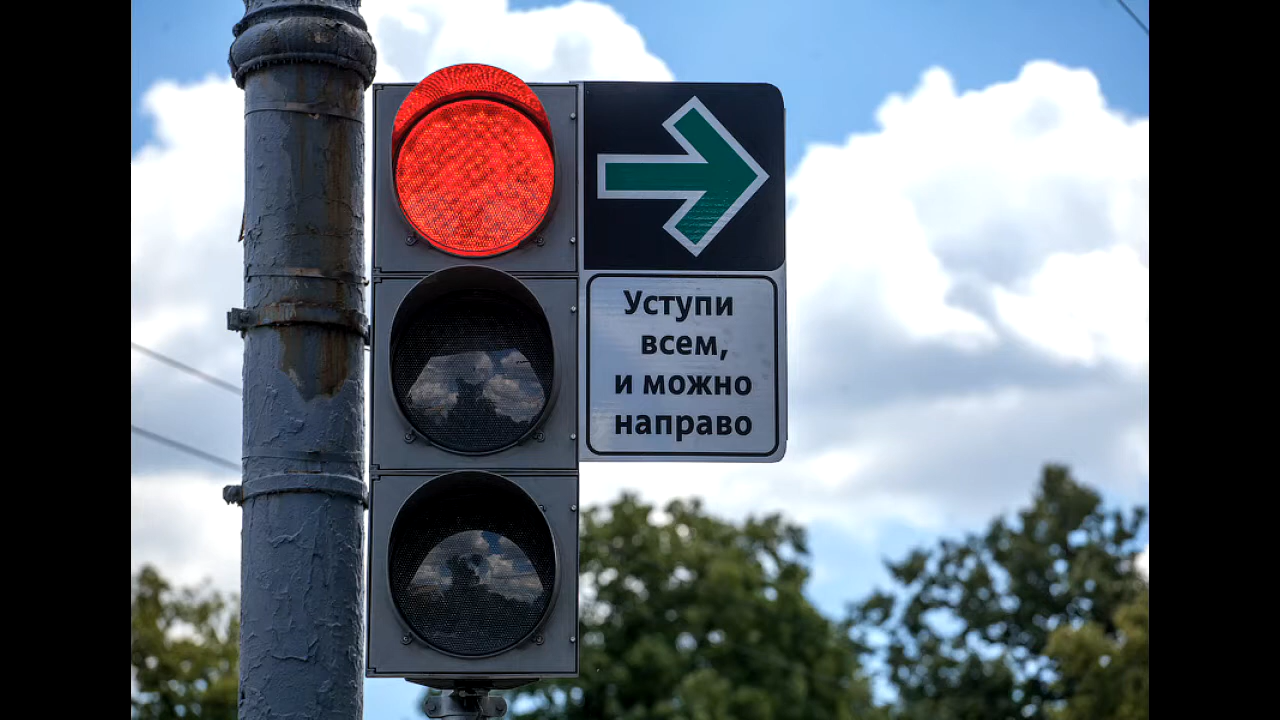 Уступи
всем,
и можно
направо